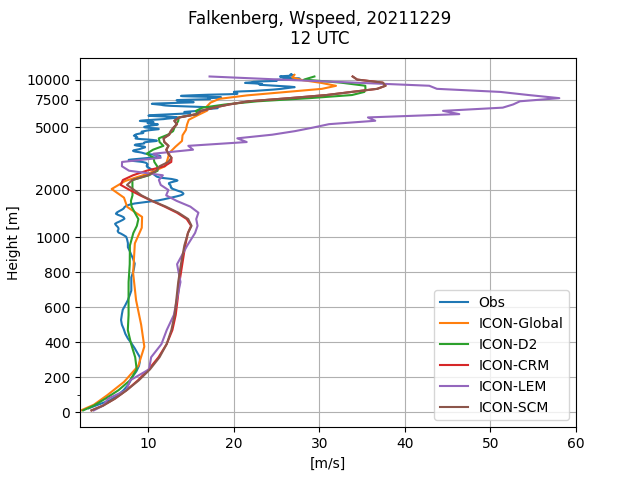 Falkenberg, Wspeed, 20211229
12 UTC
10000
7500
5000
2000
1000
800
600
400
200
0
Height [m]
10
20
30
40
50
60
[m/s]
Obs
ICON-Global
ICON-D2
ICON-CRM
ICON-LEM
ICON-SCM